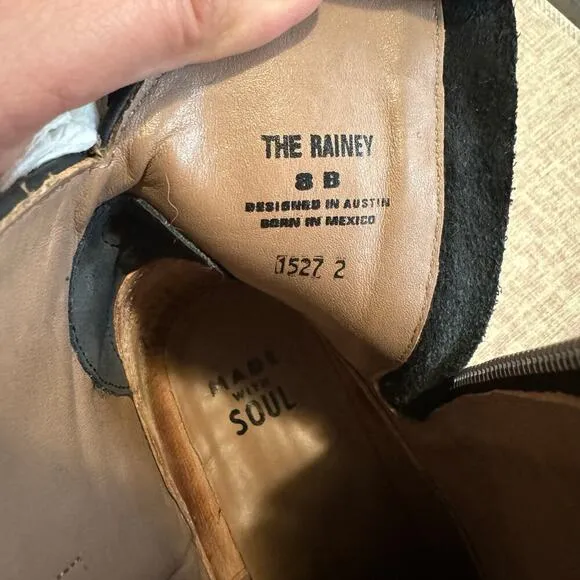 THE RAINEY
8 B
DESIGNED IN AUSTIN
BORN IN MEXICO
1527 2
MADE
WITH
SOUL